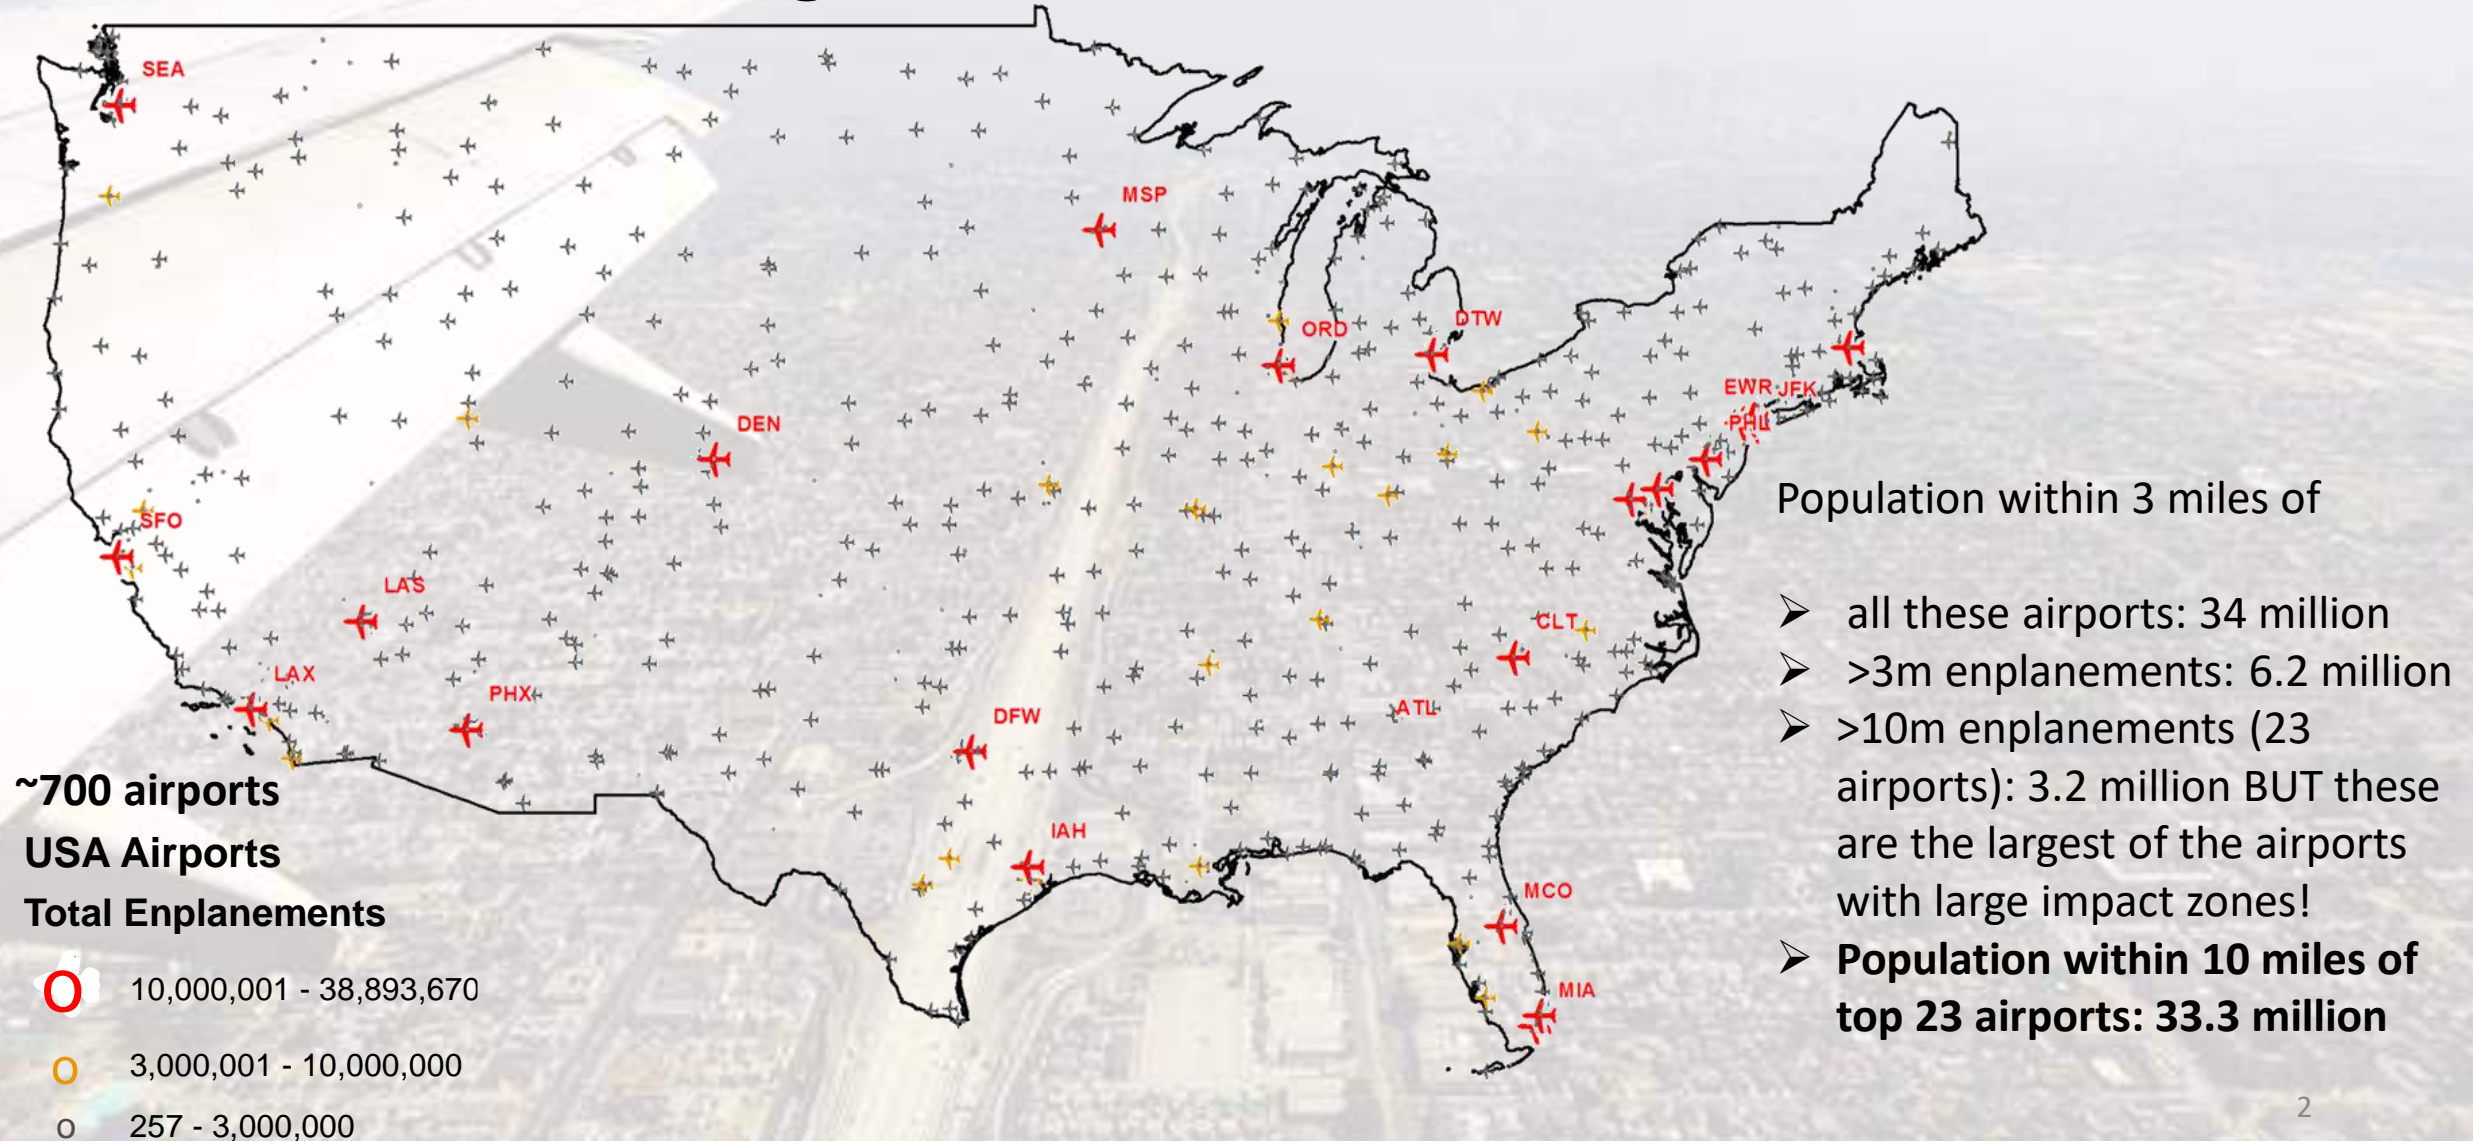 SEA
MSP
ORD
DTW
EWR JFK
PHL
DEN
SFO
LAS
LAX
PHX
DFW
CLT
ATL
IAH
MCO
MIA
~700 airports
USA Airports
Total Enplanements
O 10,000,001 - 38,893,670
O 3,000,001 - 10,000,000
O 257 - 3,000,000
Population within 3 miles of
➢ all these airports: 34 million
➢ >3m enplanements: 6.2 million
➢ >10m enplanements (23
airports): 3.2 million BUT these
are the largest of the airports
with large impact zones!
➢ Population within 10 miles of
top 23 airports: 33.3 million
2